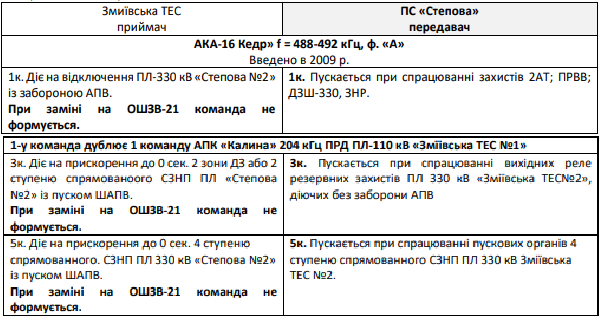 Зміївська ТЕС
приймач
ПС «Степова»
передавач
АКА-16 Кедр» f = 488-492 кГц, ф. «А»
Введено в 2009 р.
1к. Діє на відключення ПЛ-330 кВ «Степова №2»
із забороною АПВ.
При заміні на ОШЗВ-21 команда не
формується.
1к. Пускається при спрацюванні захистів 2АТ; ПРВВ;
ДЗШ-330, ЗНР.
1-у команда дублює 1 команду АПК «Калина» 204 кГц ПРД ПЛ-110 кВ «Зміївська ТЕС №1»
3к. Діє на прискорення до 0 сек. 2 зони ДЗ або 2
ступеню спрямованоого СЗНП ПЛ «Степова
№2» із пуском ШАПВ.
При заміні на ОШЗВ-21 команда не
формується.
3к. Пускається при спрацюванні вихідних реле
резервних захистів ПЛ 330 кВ «Зміївська ТЕС№2»,
діючих без заборони АПВ
5к. Діє на прискорення до 0 сек. 4 ступеню
спрямованного. СЗНП ПЛ 330 кВ «Степова №2»
із пуском ШАПВ.
При заміні на ОШЗВ-21 команда не
формується.
5к. Пускається при спрацюванні пускових органів 4
ступеню спрямованного СЗНП ПЛ 330 кВ Зміївська
ТЕС №2.